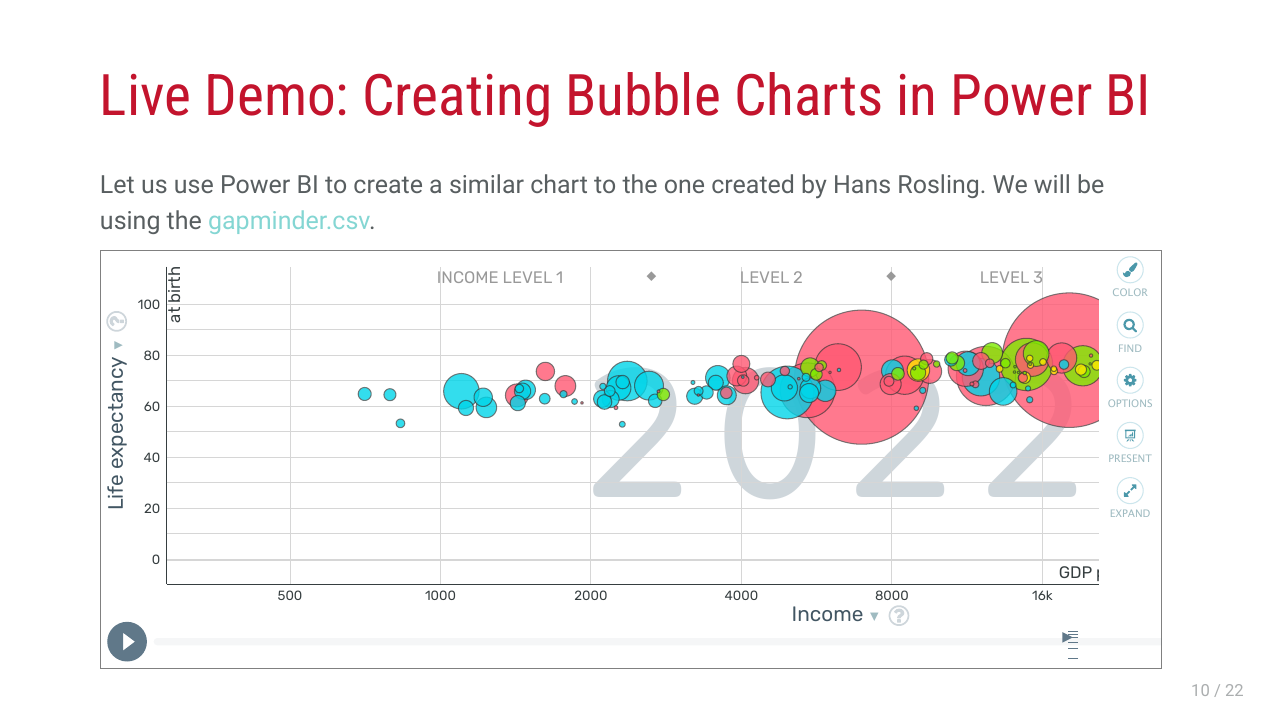 Live Demo: Creating Bubble Charts in Power BI
Let us use Power BI to create a similar chart to the one created by Hans Rosling. We will be
using the gapminder.csv.
INCOME LEVEL 1
LEVEL 2
LEVEL 3
at birth
Life expectancy ?
100
80
60
40
20
0
2022
GDP
500
1000
2000
4000
8000
16k
Income ?
COLOR
FIND
OPTIONS
PRESENT
EXPAND
10 / 22